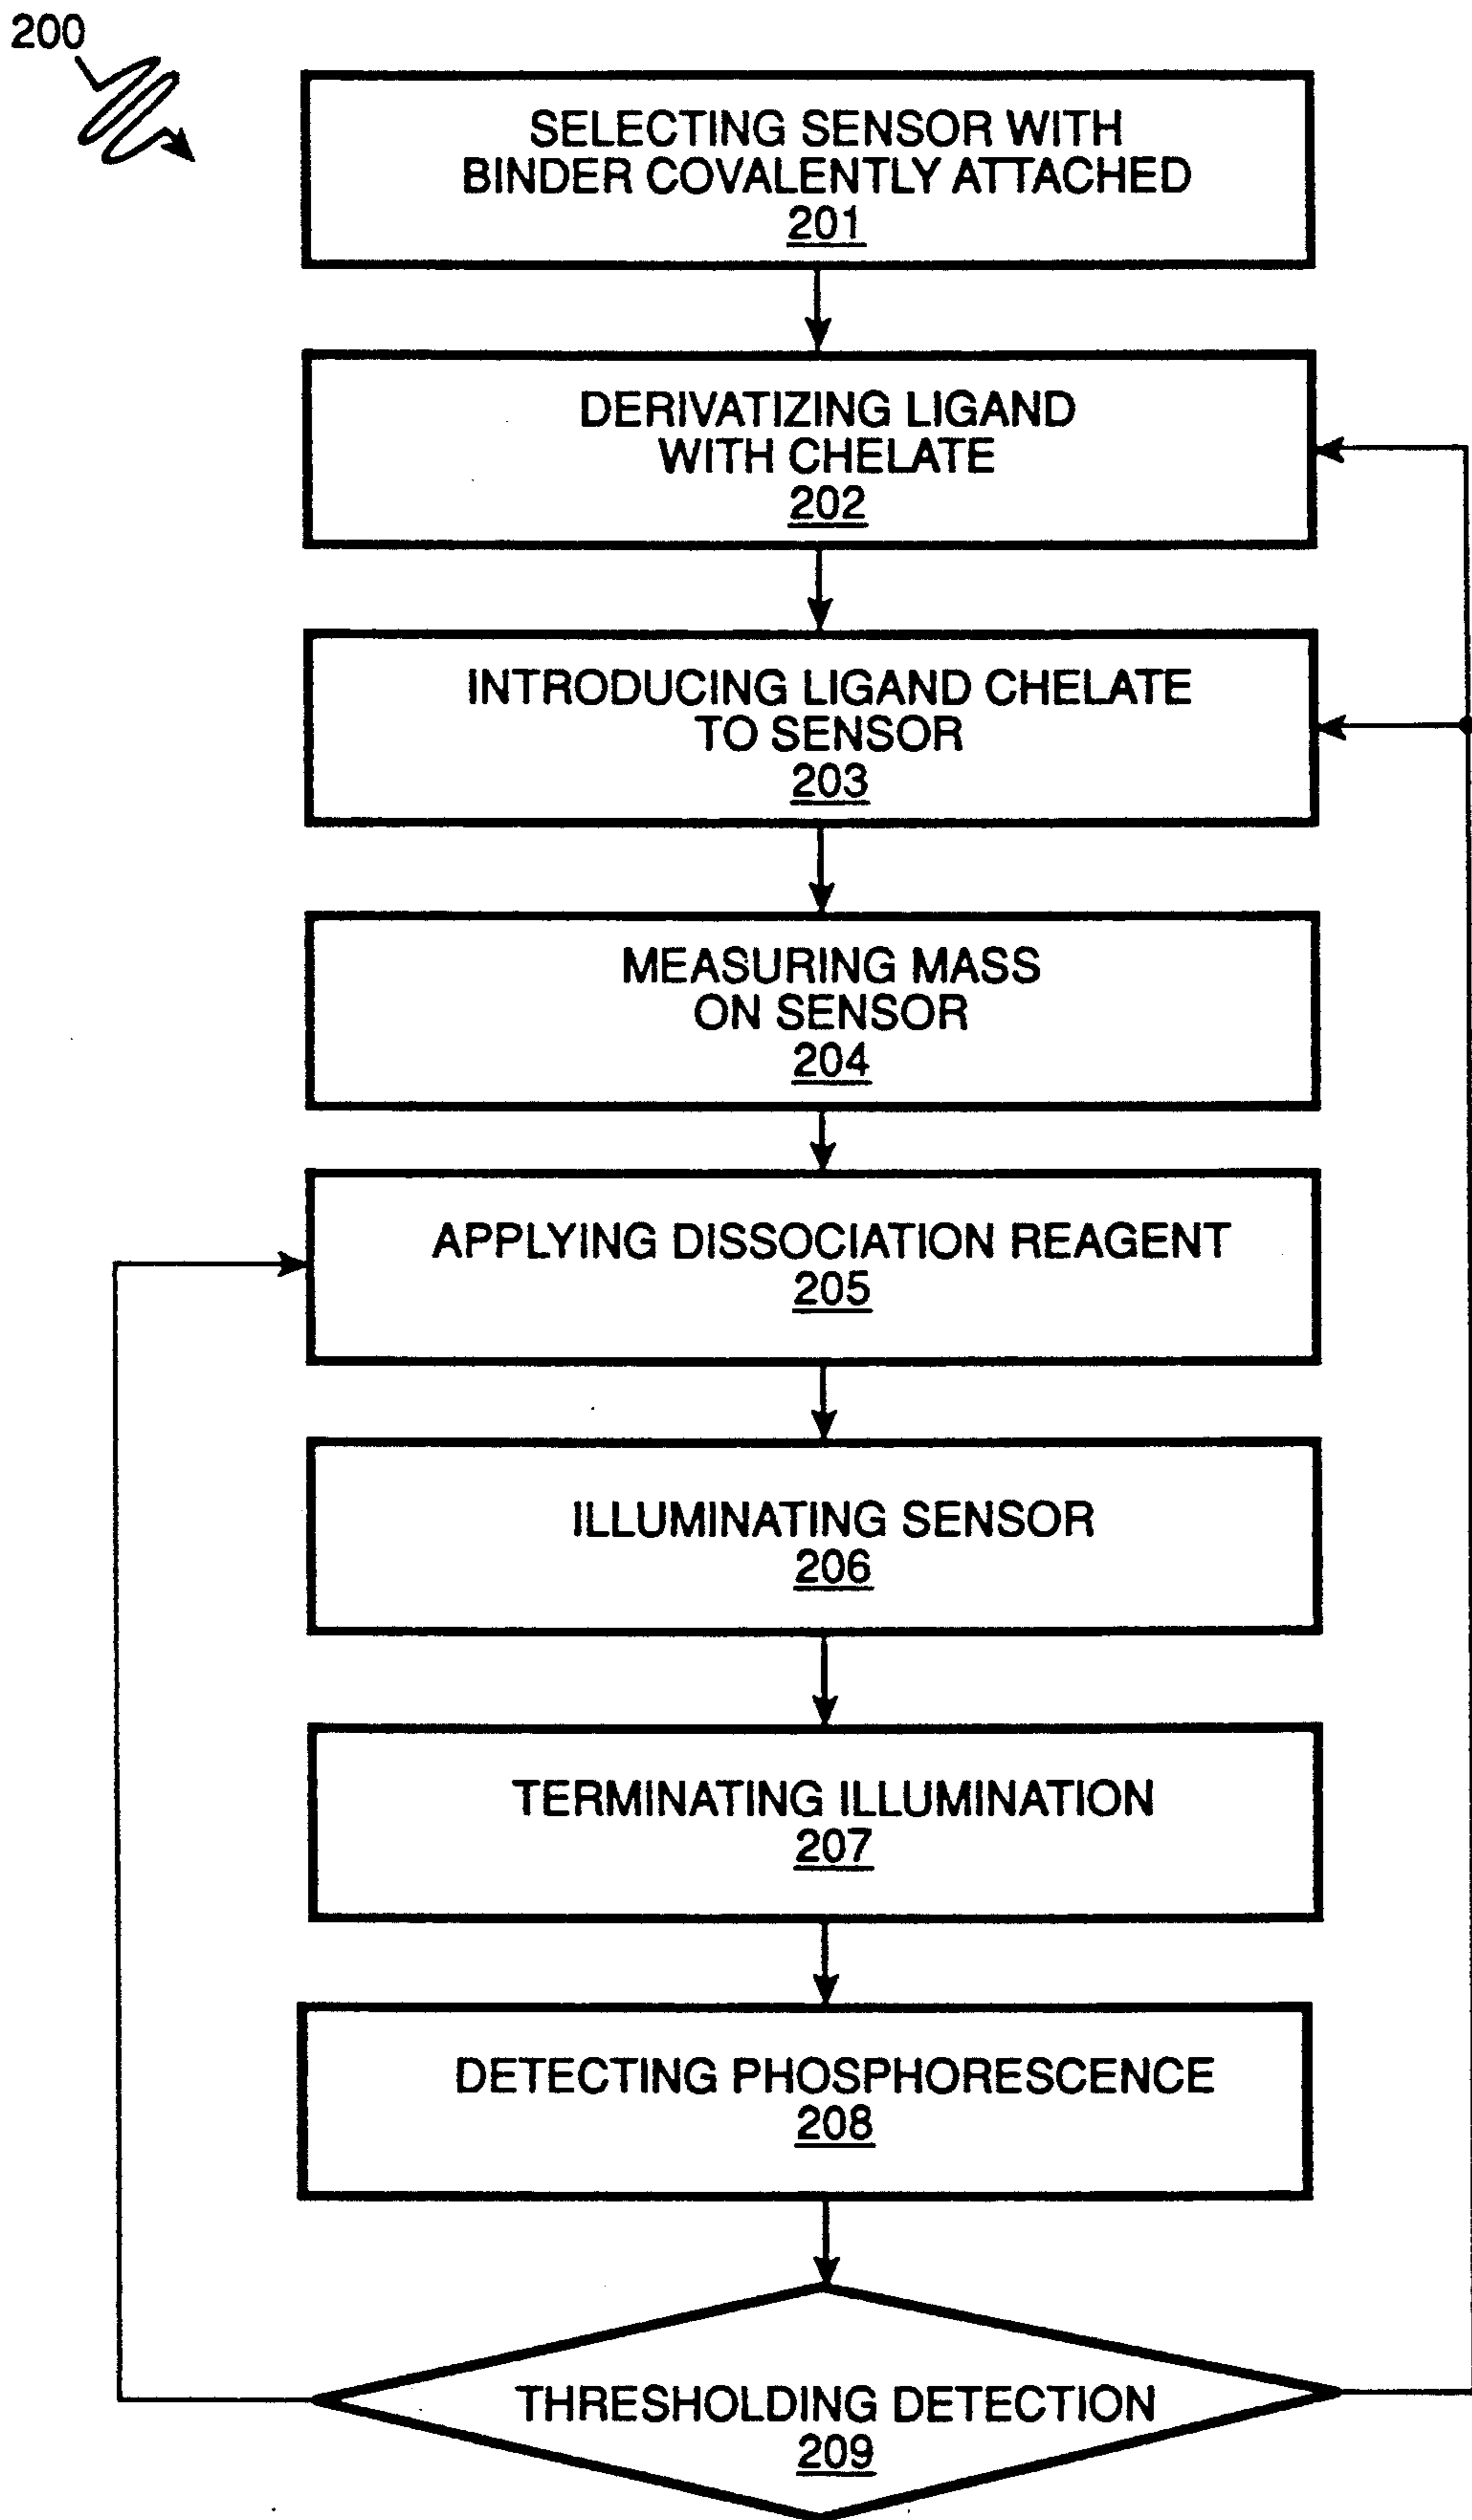 200
SELECTING SENSOR WITH
BINDER COVALENTLY ATTACHED
201
DERIVATIZING LIGAND
WITH CHELATE
202
INTRODUCING LIGAND CHELATE
TO SENSOR
203
MEASURING MASS
ON SENSOR
204
APPLYING DISSOCIATION REAGENT
205
ILLUMINATING SENSOR
206
TERMINATING ILLUMINATION
207
DETECTING PHOSPHORESCENCE
208
THRESHOLDING DETECTION
209